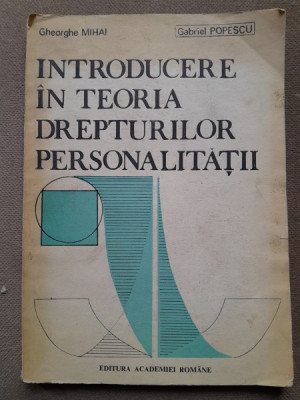 Gheorghe MIHAI
Gabriel POPESCU
INTRODUCERE
ÎN TEORIA
DREPTURILOR
PERSONALITĂȚII
EDITURA ACADEMIEI ROMÂNE